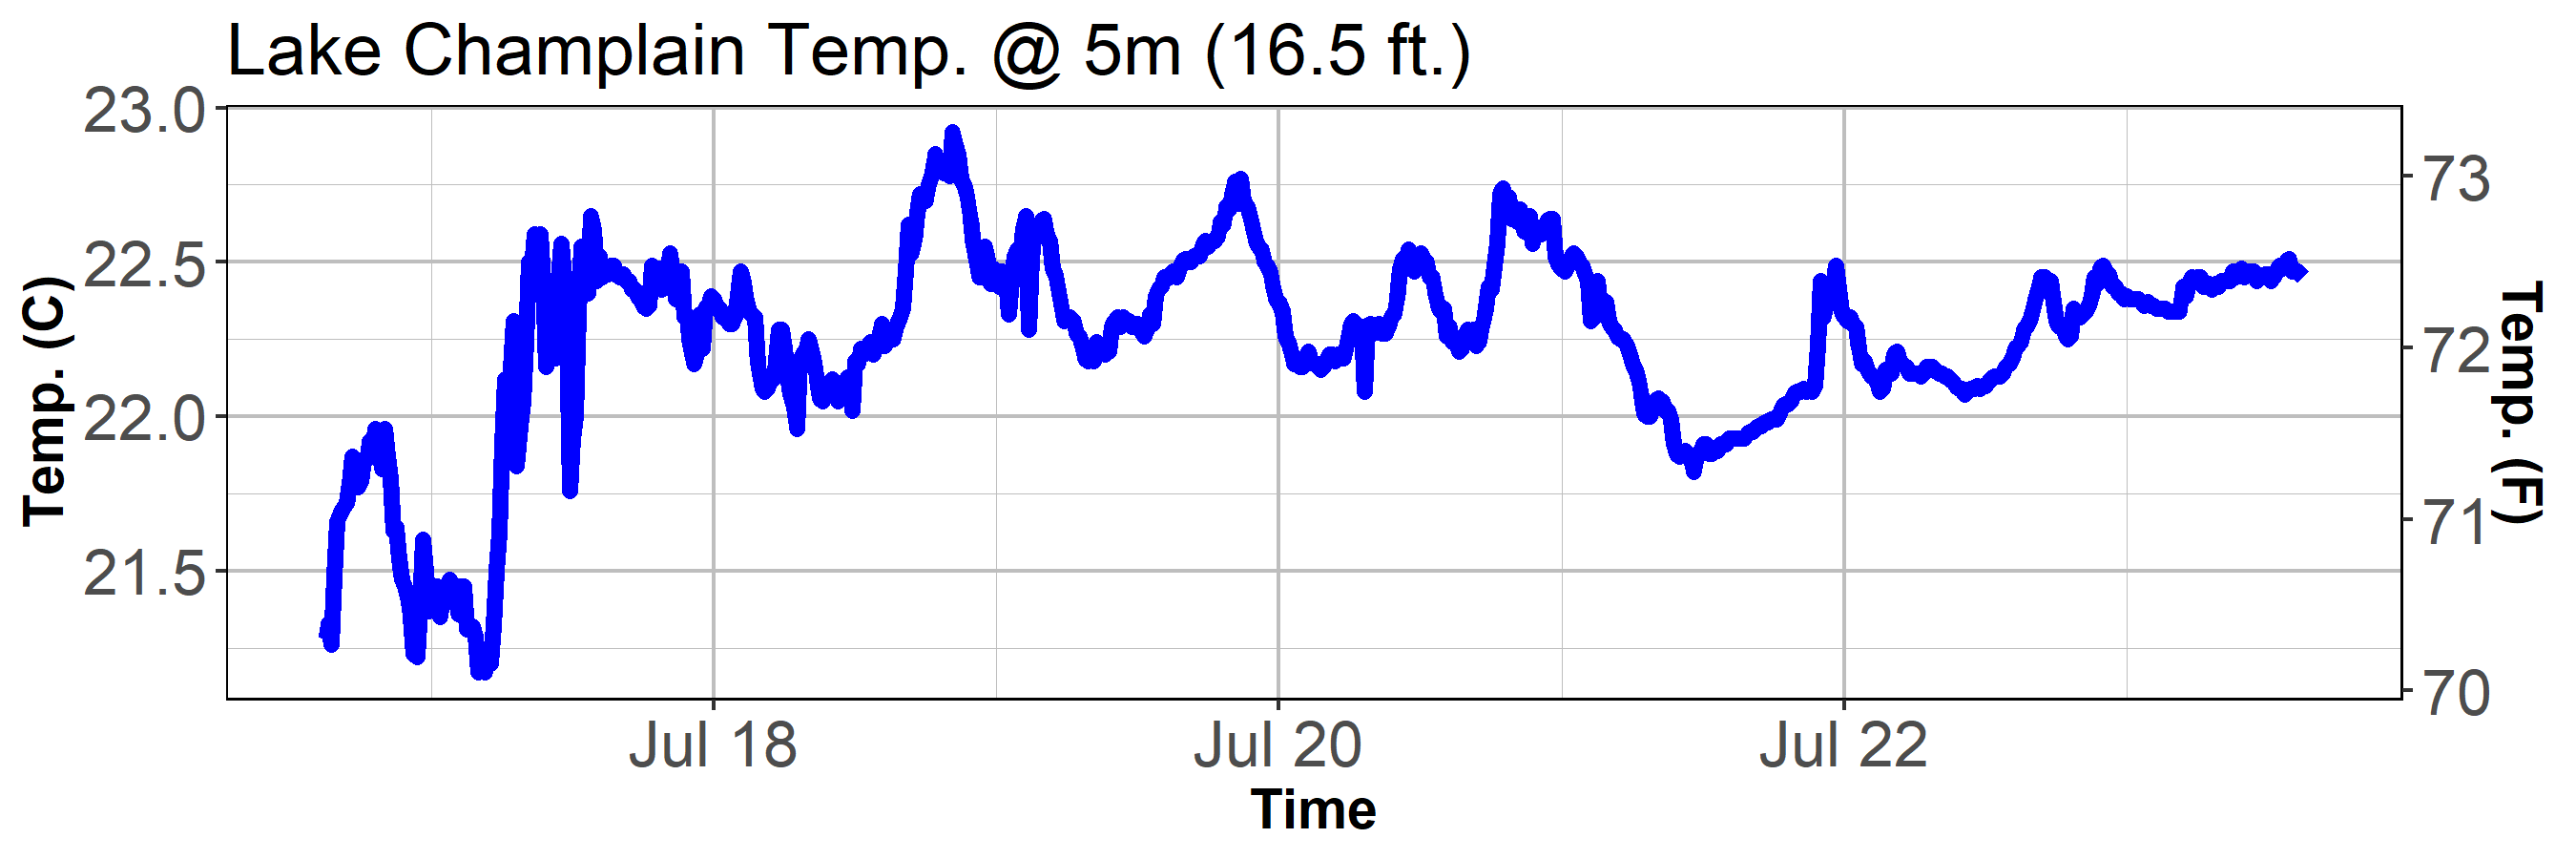 Lake Champlain Temp. @ 5m (16.5 ft.)
23.0
22.5
22.0
21.5
Temp. (C)
73
72
71
70
Temp. (F)
Jul 18
Jul 20
Jul 22
Time